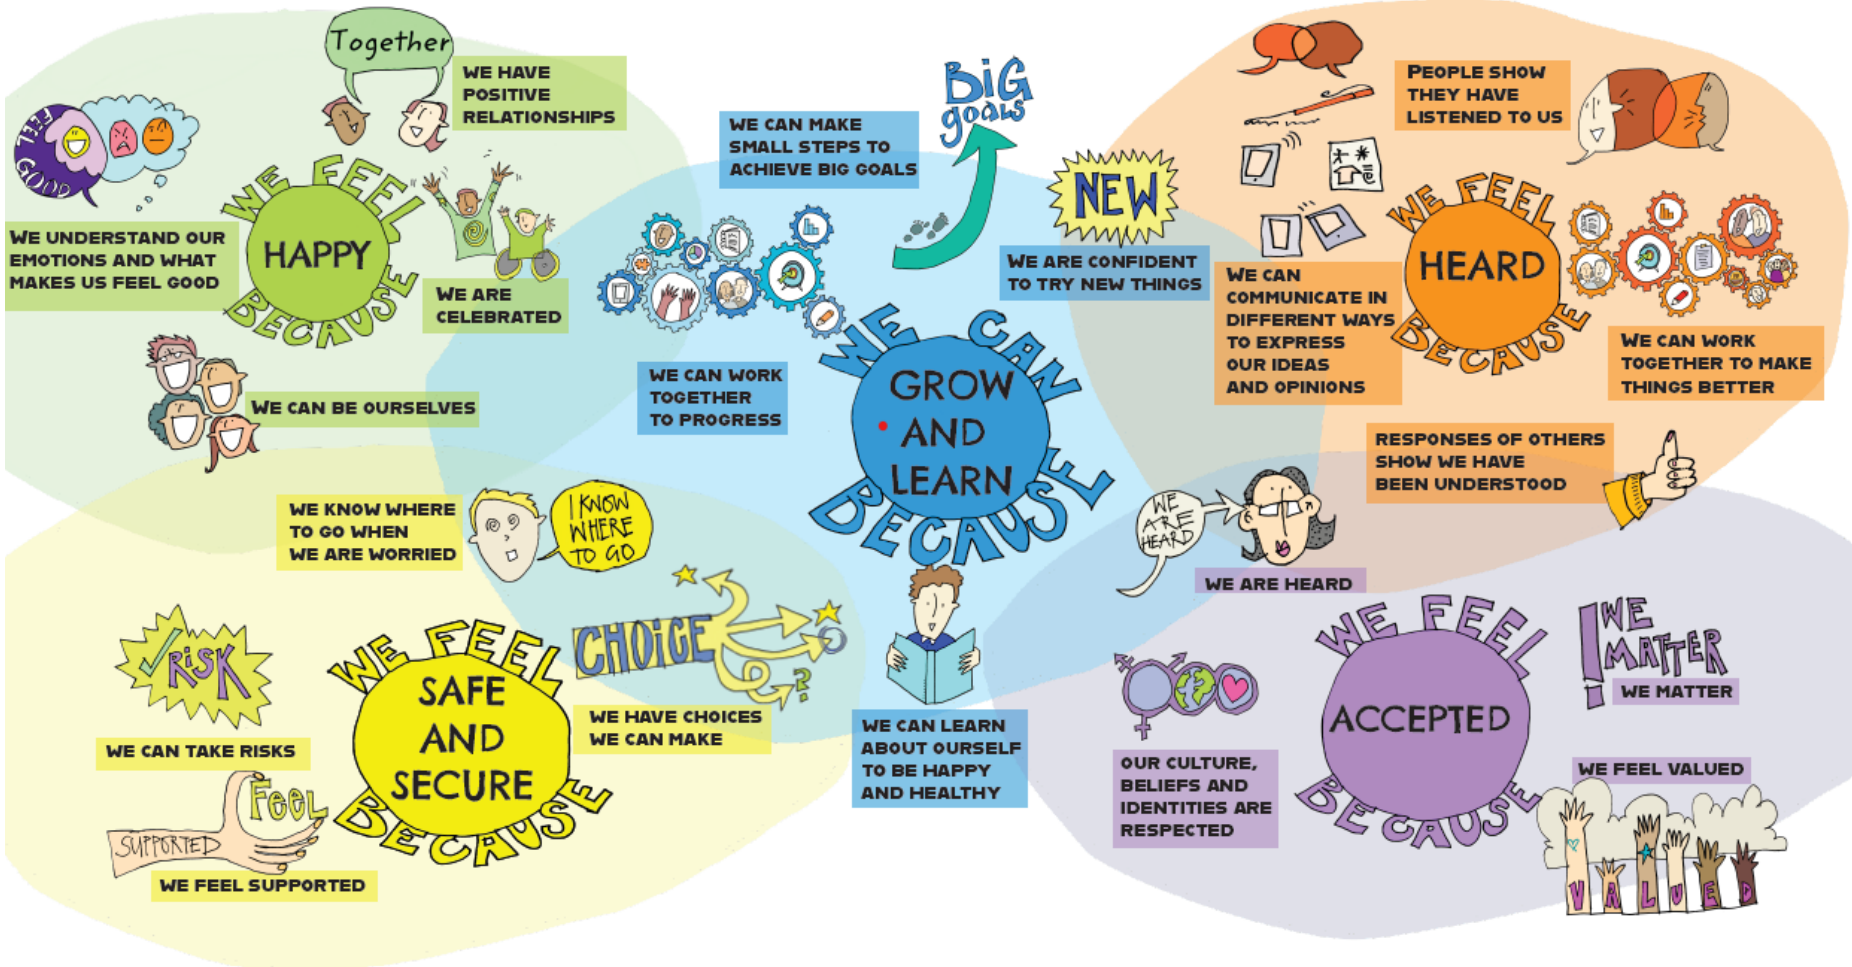 Together
WE HAVE
POSITIVE
RELATIONSHIPS
FEEL GOOD
WE FEEL
HAPPY
BECAUSE
WE UNDERSTAND OUR
EMOTIONS AND WHAT
MAKES US FEEL GOOD
WE ARE
CELEBRATED
WE CAN BE OURSELVES
WE CAN MAKE
SMALL STEPS TO
ACHIEVE BIG GOALS
BiG
goals
NEW
WE ARE CONFIDENT
TO TRY NEW THINGS
WE CAN WORK
TOGETHER
TO PROGRESS
WE CAN
GROW
AND
LEARN
BECAUSE
WE CAN LEARN
ABOUT OURSELF
TO BE HAPPY
AND HEALTHY
PEOPLE SHOW
THEY HAVE
LISTENED TO US
WE FEEL
HEARD
BECAUSE
WE CAN
COMMUNICATE IN
DIFFERENT WAYS
TO EXPRESS
OUR IDEAS
AND OPINIONS
WE CAN WORK
TOGETHER TO MAKE
THINGS BETTER
RESPONSES OF OTHERS
SHOW WE HAVE
BEEN UNDERSTOOD
WE KNOW WHERE
TO GO WHEN
WE ARE WORRIED
I KNOW
WHERE
TO GO
RiSK
WE CAN TAKE RISKS
WE FEEL
SAFE
AND
SECURE
BECAUSE
CHOiCE
?
WE HAVE CHOICES
WE CAN MAKE
SUPPORTED
Feel
WE FEEL SUPPORTED
WE
ARE
HEARD
WE ARE HEARD
WE FEEL
ACCEPTED
BECAUSE
WE
MATTER
!
WE MATTER
OUR CULTURE,
BELIEFS AND
IDENTITIES ARE
RESPECTED
WE FEEL VALUED
VALUED